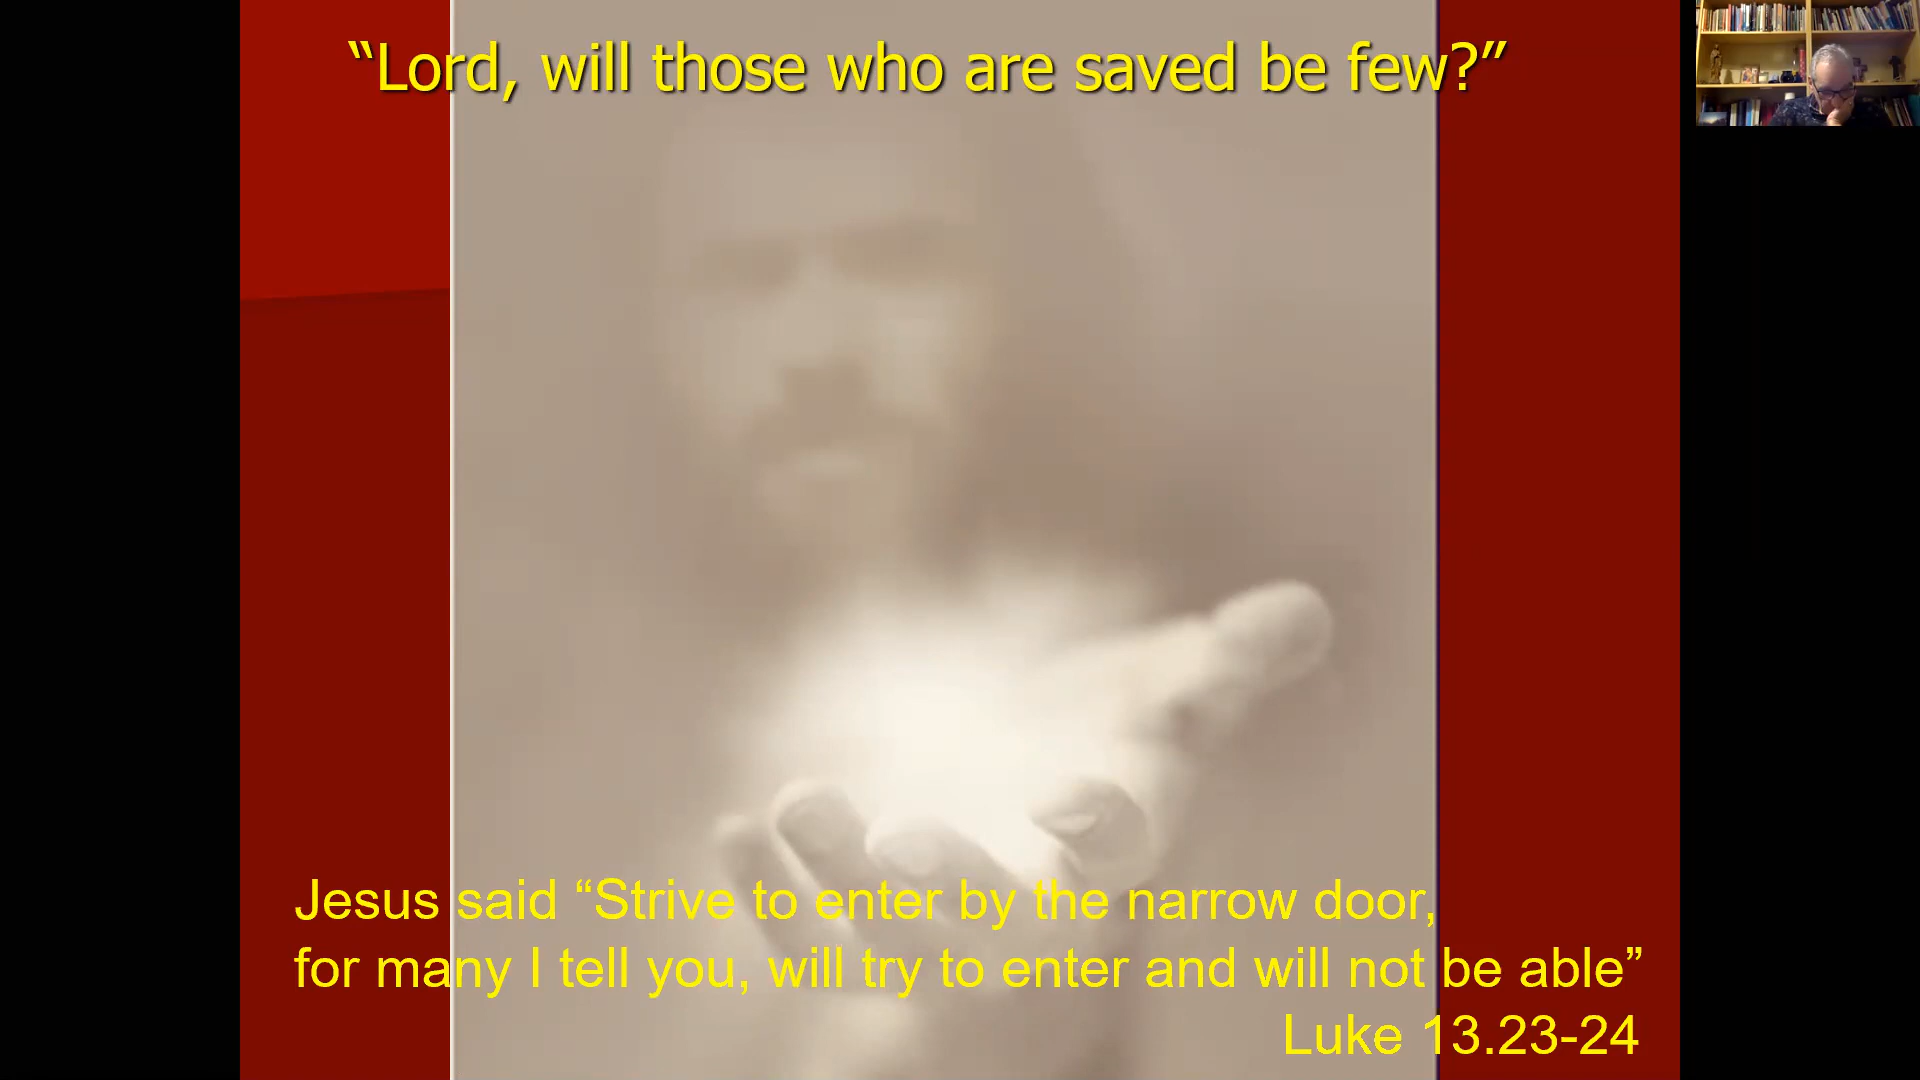 “Lord, will those who are saved be few?”
Jesus said “Strive to enter by the narrow door,
for many I tell you, will try to enter and will not be able”
Luke 13.23-24